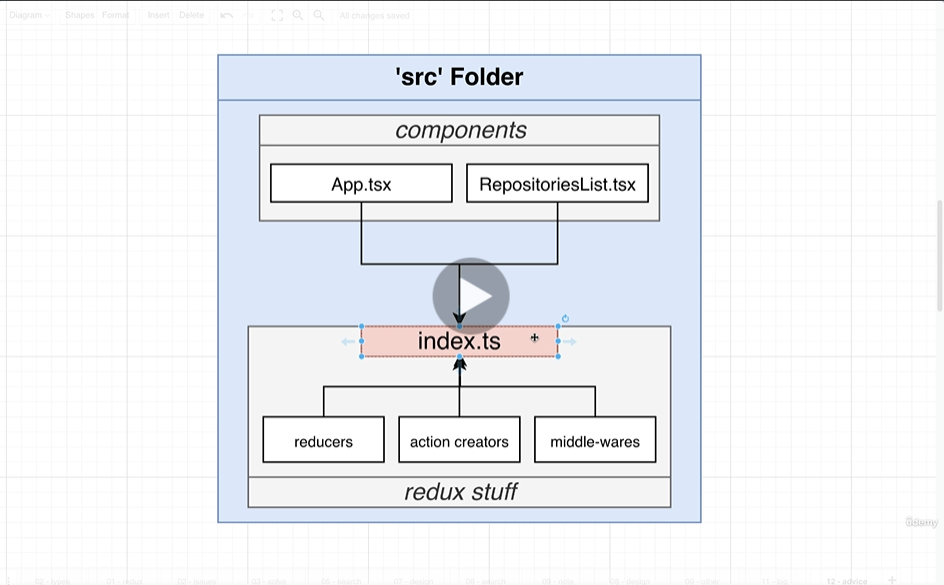 Diagram Shapes Format Insert Delete All changes saved
'src' Folder
components
App.tsx RepositoriesList.tsx
index.ts
reducers action creators middle-wares
redux stuff
ûdemy
12 - advice